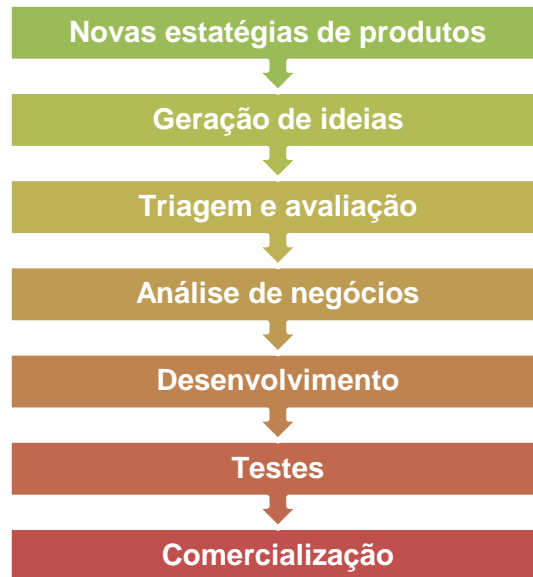 Novas estatégias de produtos
Geração de ideias
Triagem e avaliação
Análise de negócios
Desenvolvimento
Testes
Comercialização